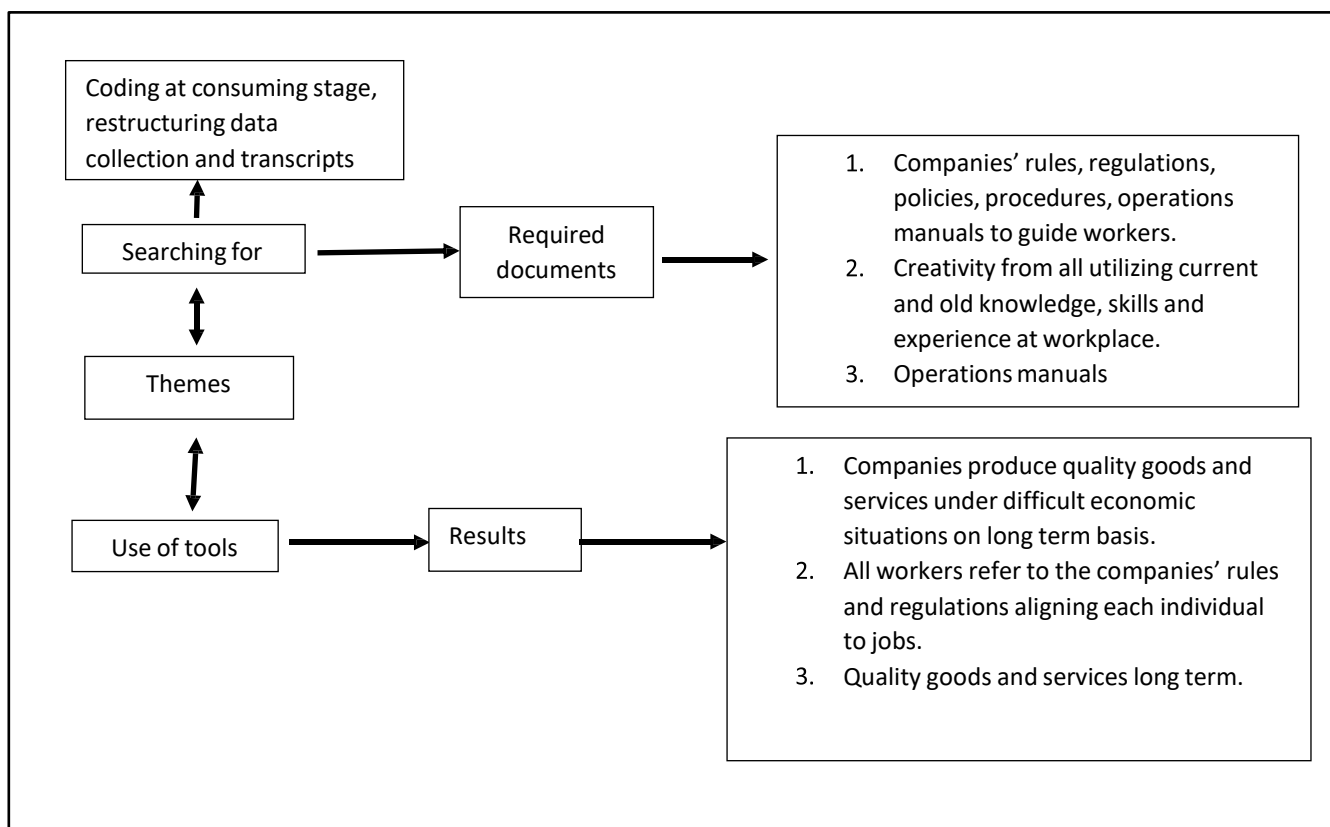 Coding at consuming stage,
restructuring data
collection and transcripts
Searching for
Required
documents
1. Companies’ rules, regulations,
policies, procedures, operations
manuals to guide workers.
2. Creativity from all utilizing current
and old knowledge, skills and
experience at workplace.
3. Operations manuals
Themes
Use of tools
Results
1. Companies produce quality goods and
services under difficult economic
situations on long term basis.
2. All workers refer to the companies’ rules
and regulations aligning each individual
to jobs.
3. Quality goods and services long term.